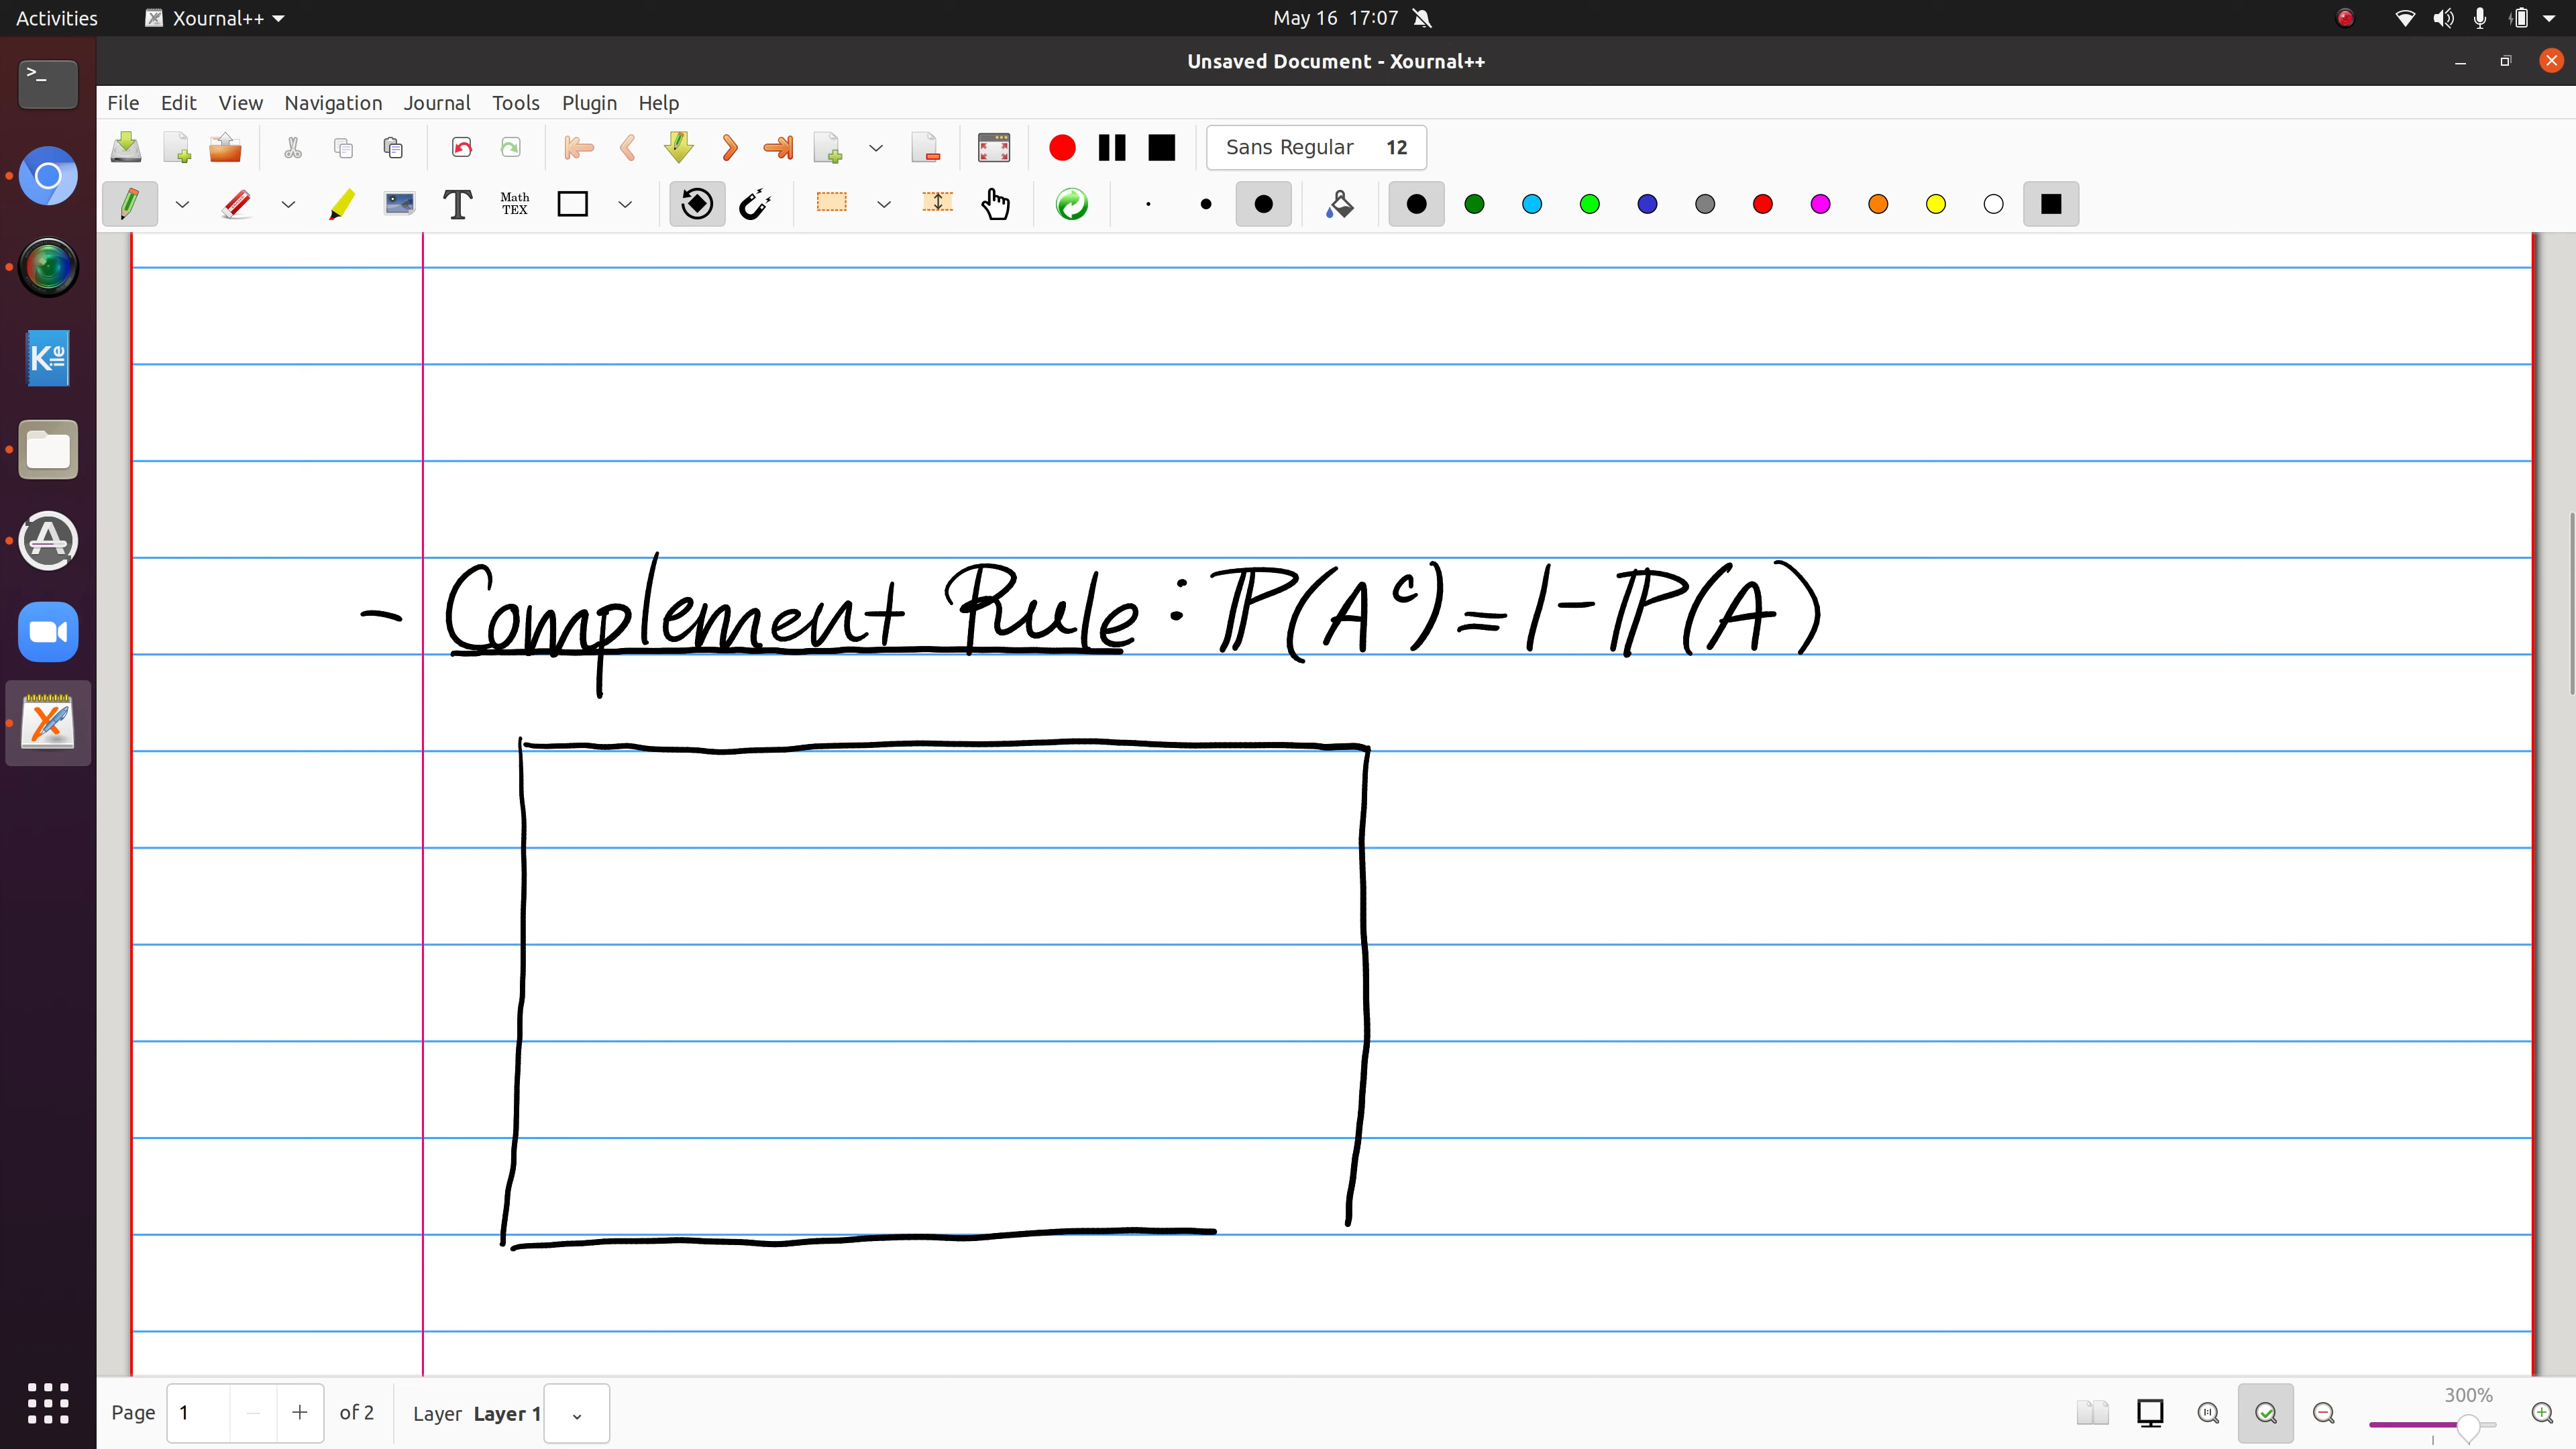 Activities Xournal++ May 16 17:07
Unsaved Document - Xournal++
File Edit View Navigation Journal Tools Plugin Help
Sans Regular 12
Math TEX
Kile
- Complement Rule : ℙ(Aᶜ) = 1 - ℙ(A)
Page 1 of 2 Layer Layer 1 300%